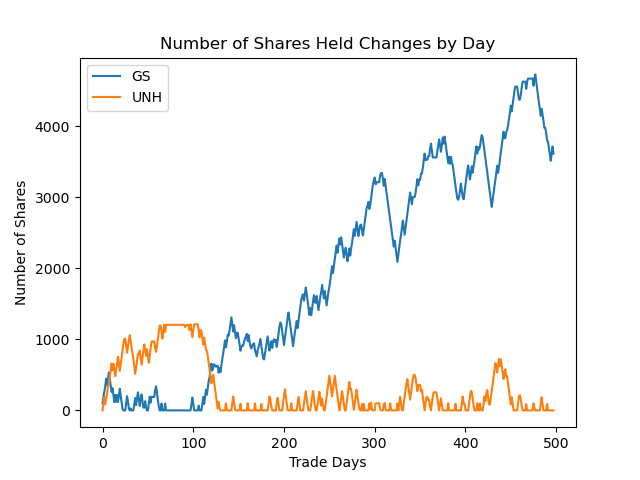 Number of Shares Held Changes by Day
GS
UNH
Number of Shares
4000
3000
2000
1000
0
0 100 200 300 400 500
Trade Days